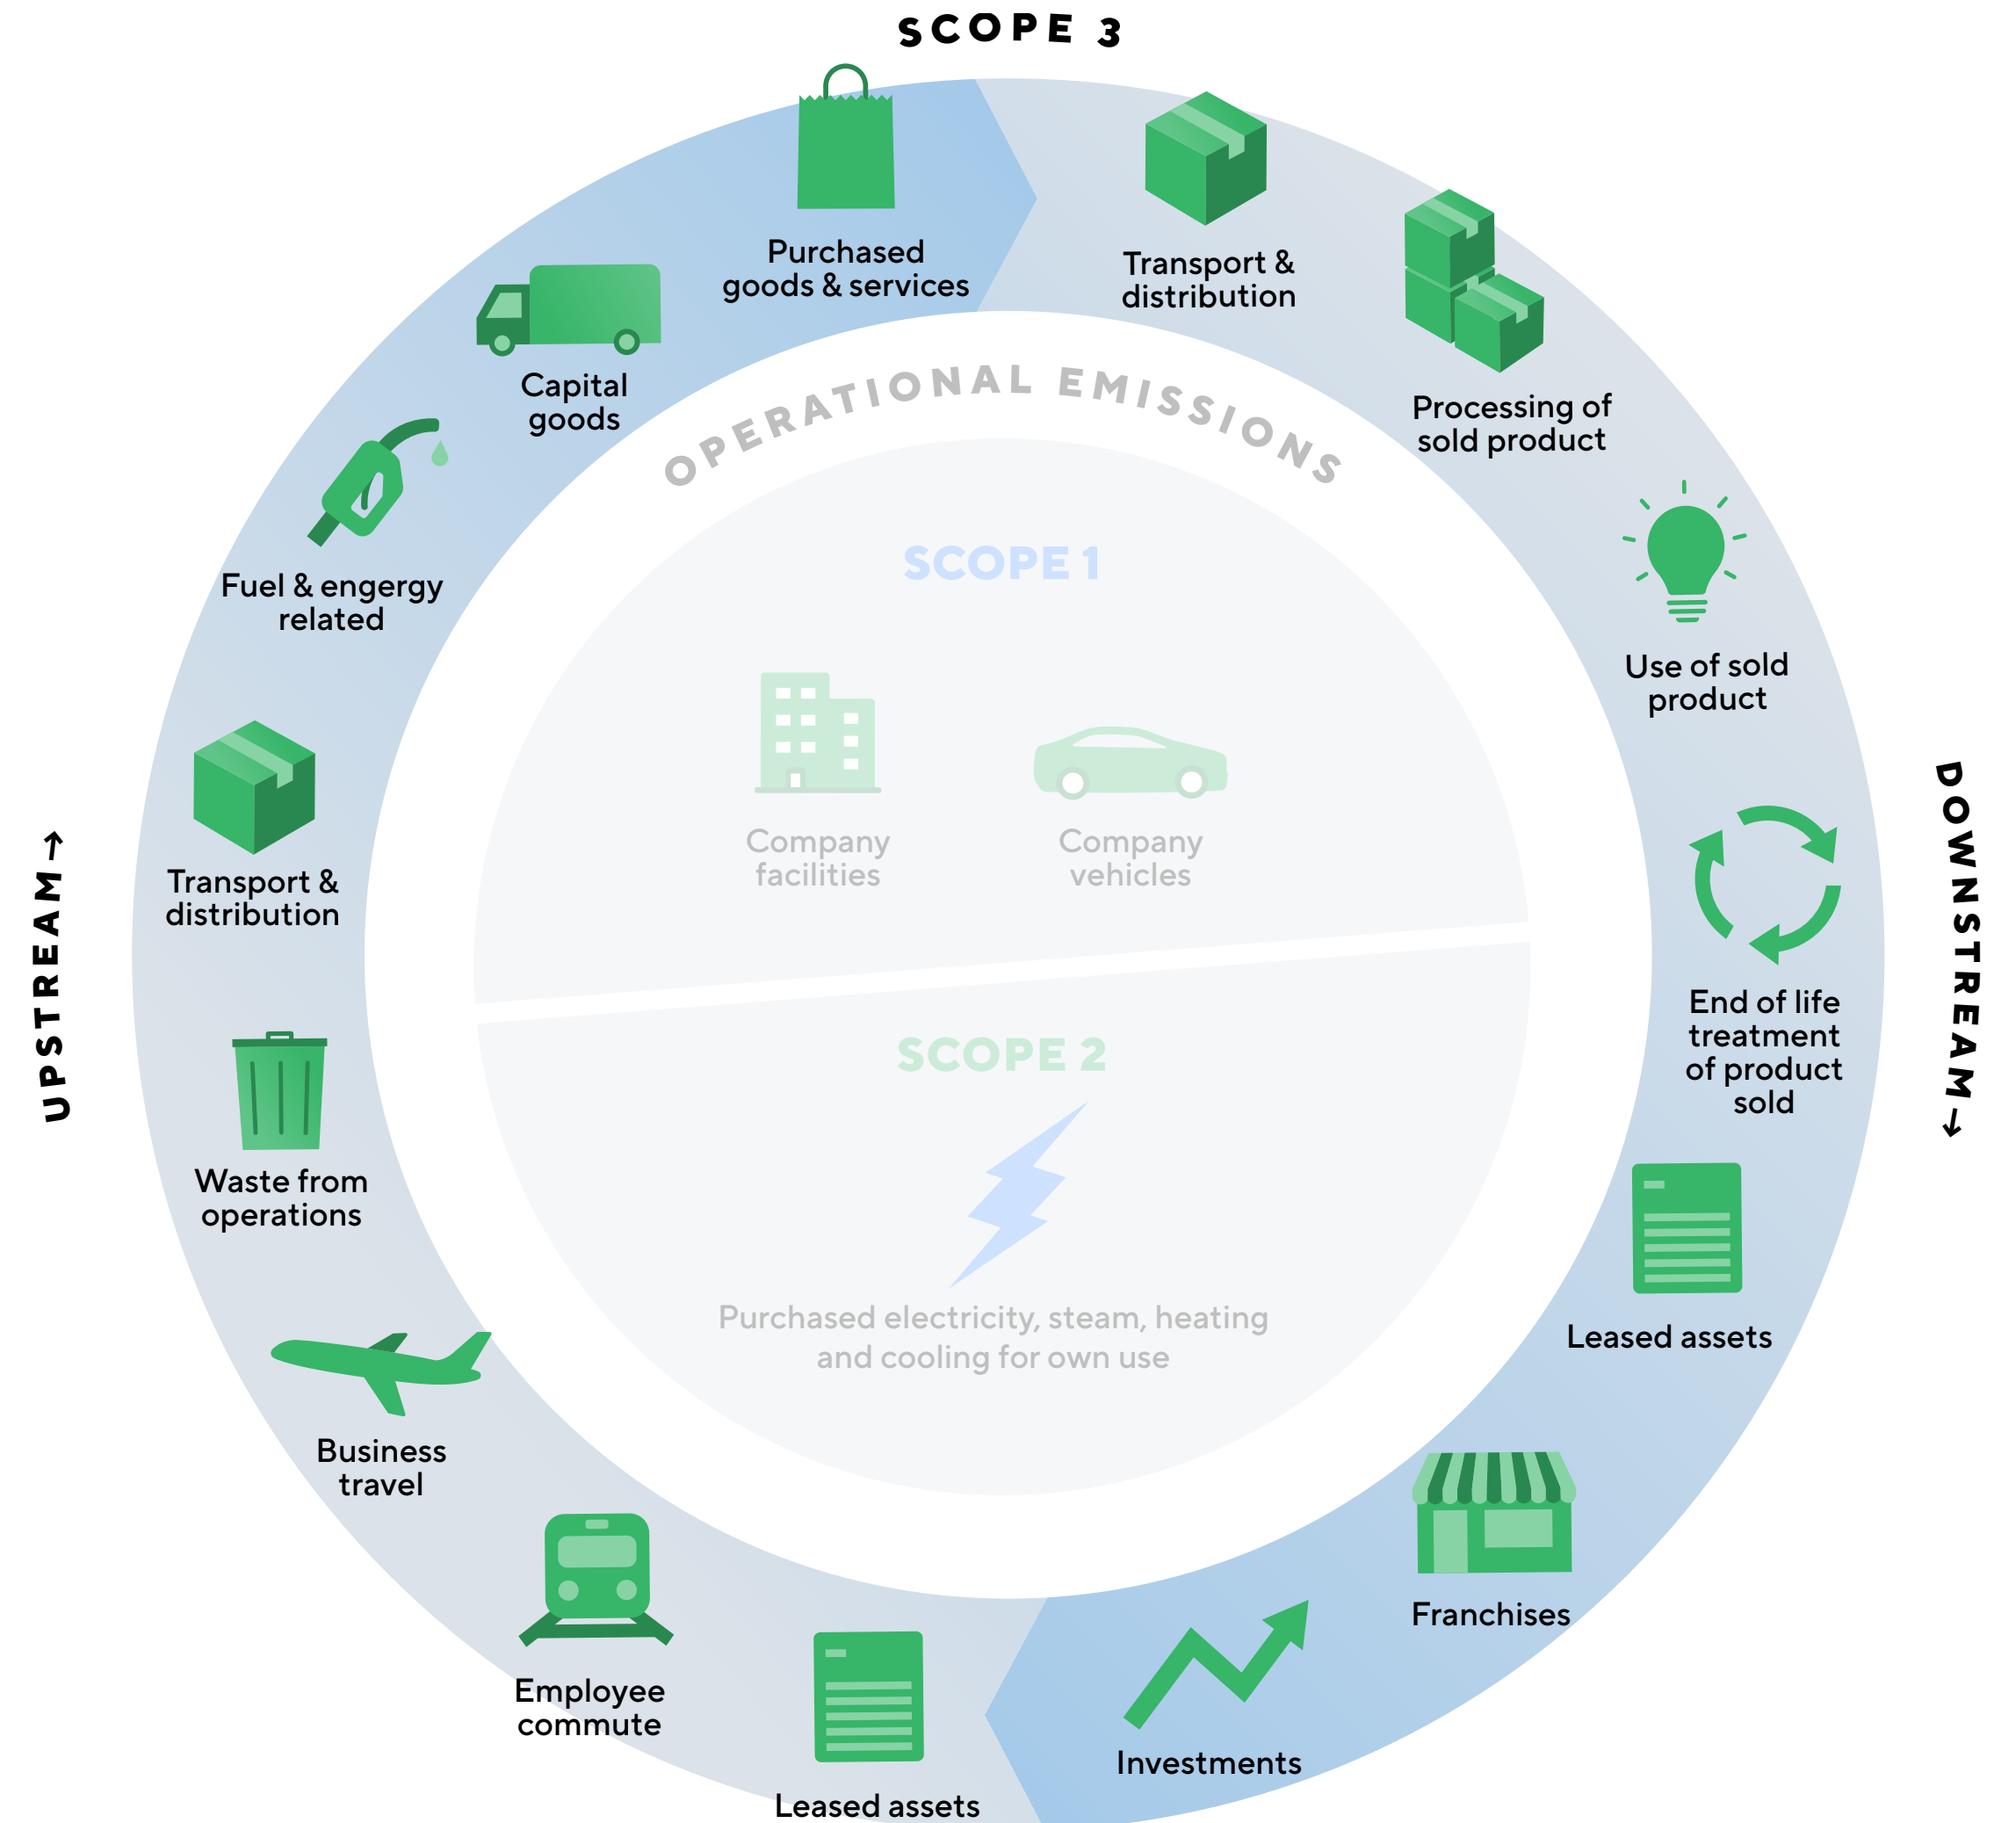 SCOPE 3
Purchased
goods & services
Transport &
distribution
Processing of
sold product
Use of sold
product
End of life
treatment
of product
sold
Leased assets
Franchises
Investments
Leased assets
Employee
commute
Business
travel
Waste from
operations
Transport &
distribution
Fuel & engergy
related
Capital
goods
UPSTREAM→
DOWNSTREAM→
OPERATIONAL EMISSIONS
SCOPE 1
Company
facilities
Company
vehicles
SCOPE 2
Purchased electricity, steam, heating
and cooling for own use